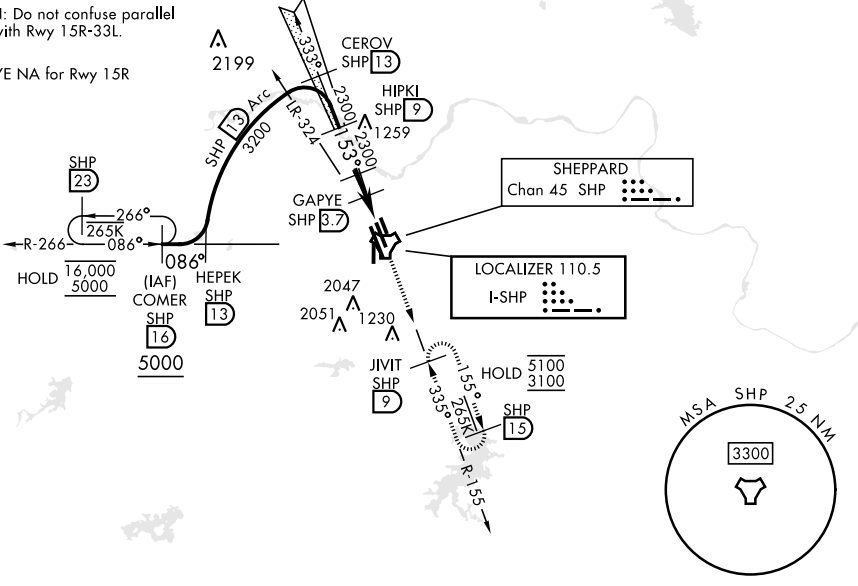 : Do not confuse parallel
with Rwy 15R-33L.
YE NA for Rwy 15R
2199
CEROV
SHP 13
333°
2300
HIPKI
SHP 9
1259
2300
153°
LR-324
SHP 13 Arc
3200
SHP
23
266°
265K
086°
R-266
HOLD 16,000
5000
086°
(IAF)
COMER
SHP
16
5000
HEPEK
SHP
13
GAPYE
SHP 3.7
SHEPPARD
Chan 45 SHP
LOCALIZER 110.5
I-SHP
2047
2051
1230
JIVIT
SHP
9
HOLD 5100
3100
155°
265K
335°
SHP
15
R-155
MSA SHP 25 NM
3300